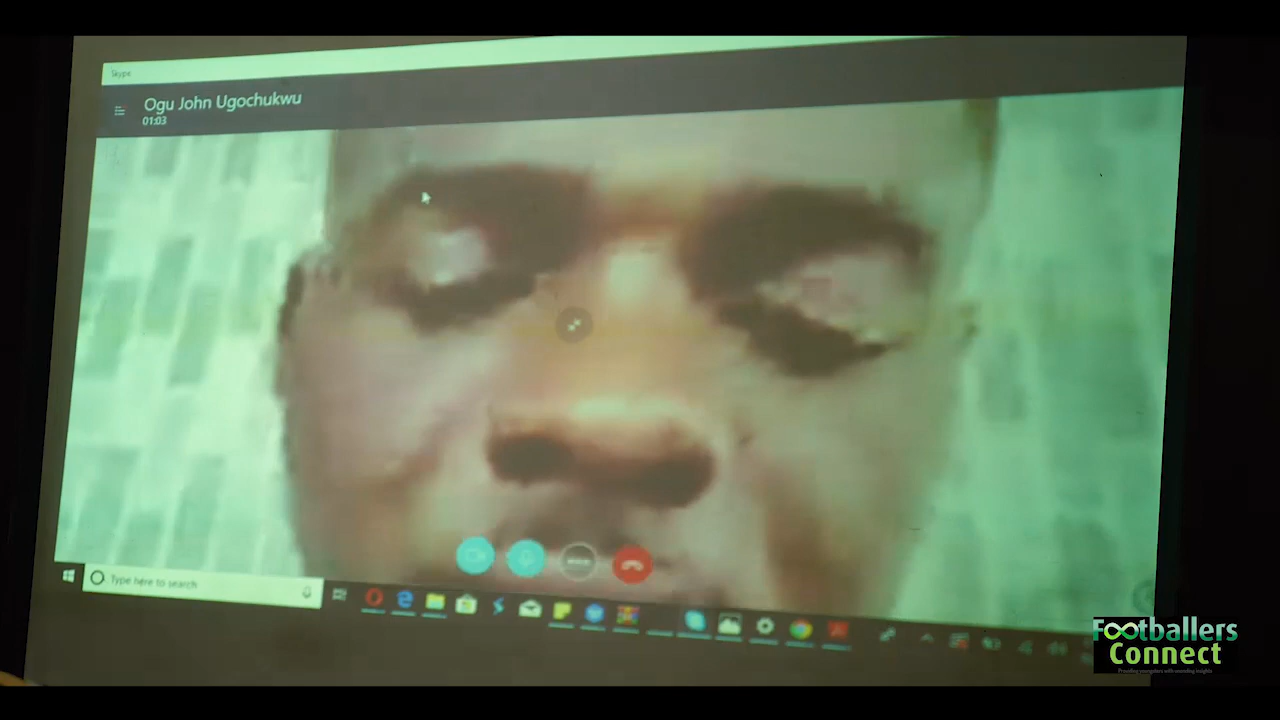 Skype
Ogu John Ugochukwu
01:03
Type here to search
Footballers
Connect